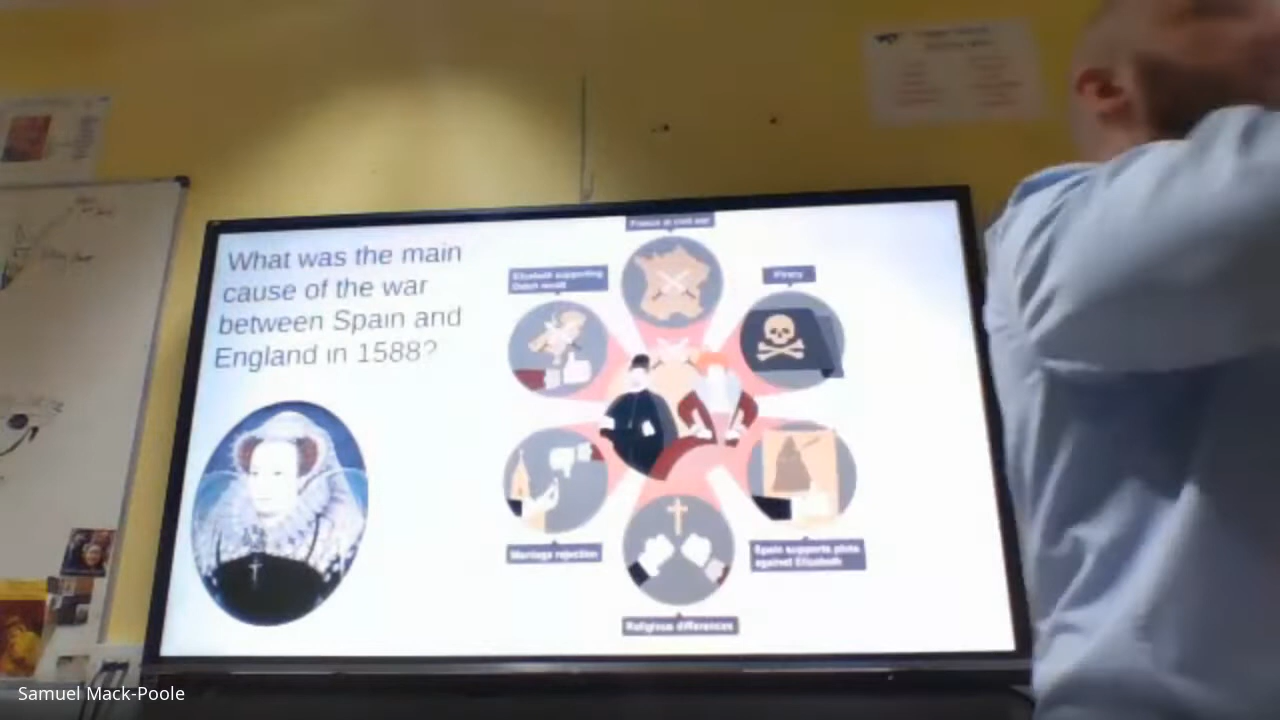 What was the main
cause of the war
between Spain and
England in 1588?
France at civil war
Elizabeth supporting
Dutch revolt
Piracy
Marriage rejection
Spain supports plots
against Elizabeth
Religious differences
Samuel Mack-Poole